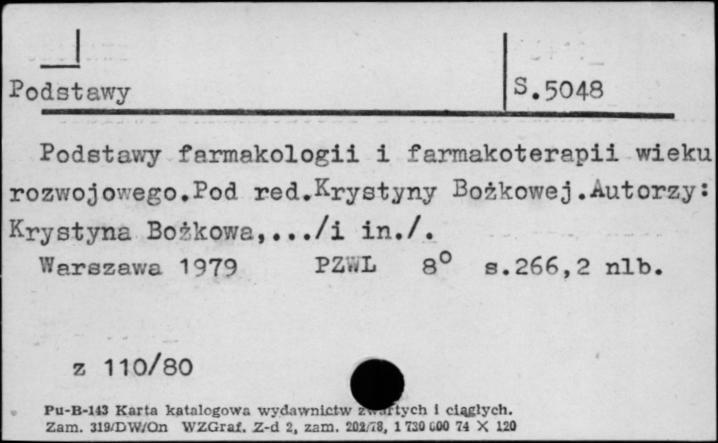 Podstawy S.5048
Podstawy farmakologii i farmakoterapii wieku
rozwojowego.Pod red.Krystyny Bożkowej.Autorzy:
Krystyna Bożkowa,.../i in./.
Warszawa 1979 PZWL 8° s.266,2 nlb.
z 110/80
Pu-B-143 Karta katalogowa wydawnictw zwartych i ciągłych.
Zam. 319/DW/On WZGraf. Z-d 2, zam. 202/78, 1 730 000 74 X 120